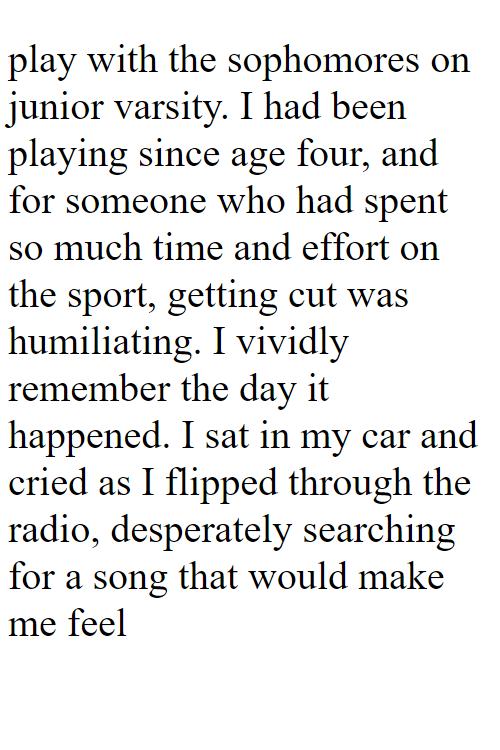 play with the sophomores on
junior varsity. I had been
playing since age four, and
for someone who had spent
so much time and effort on
the sport, getting cut was
humiliating. I vividly
remember the day it
happened. I sat in my car and
cried as I flipped through the
radio, desperately searching
for a song that would make
me feel